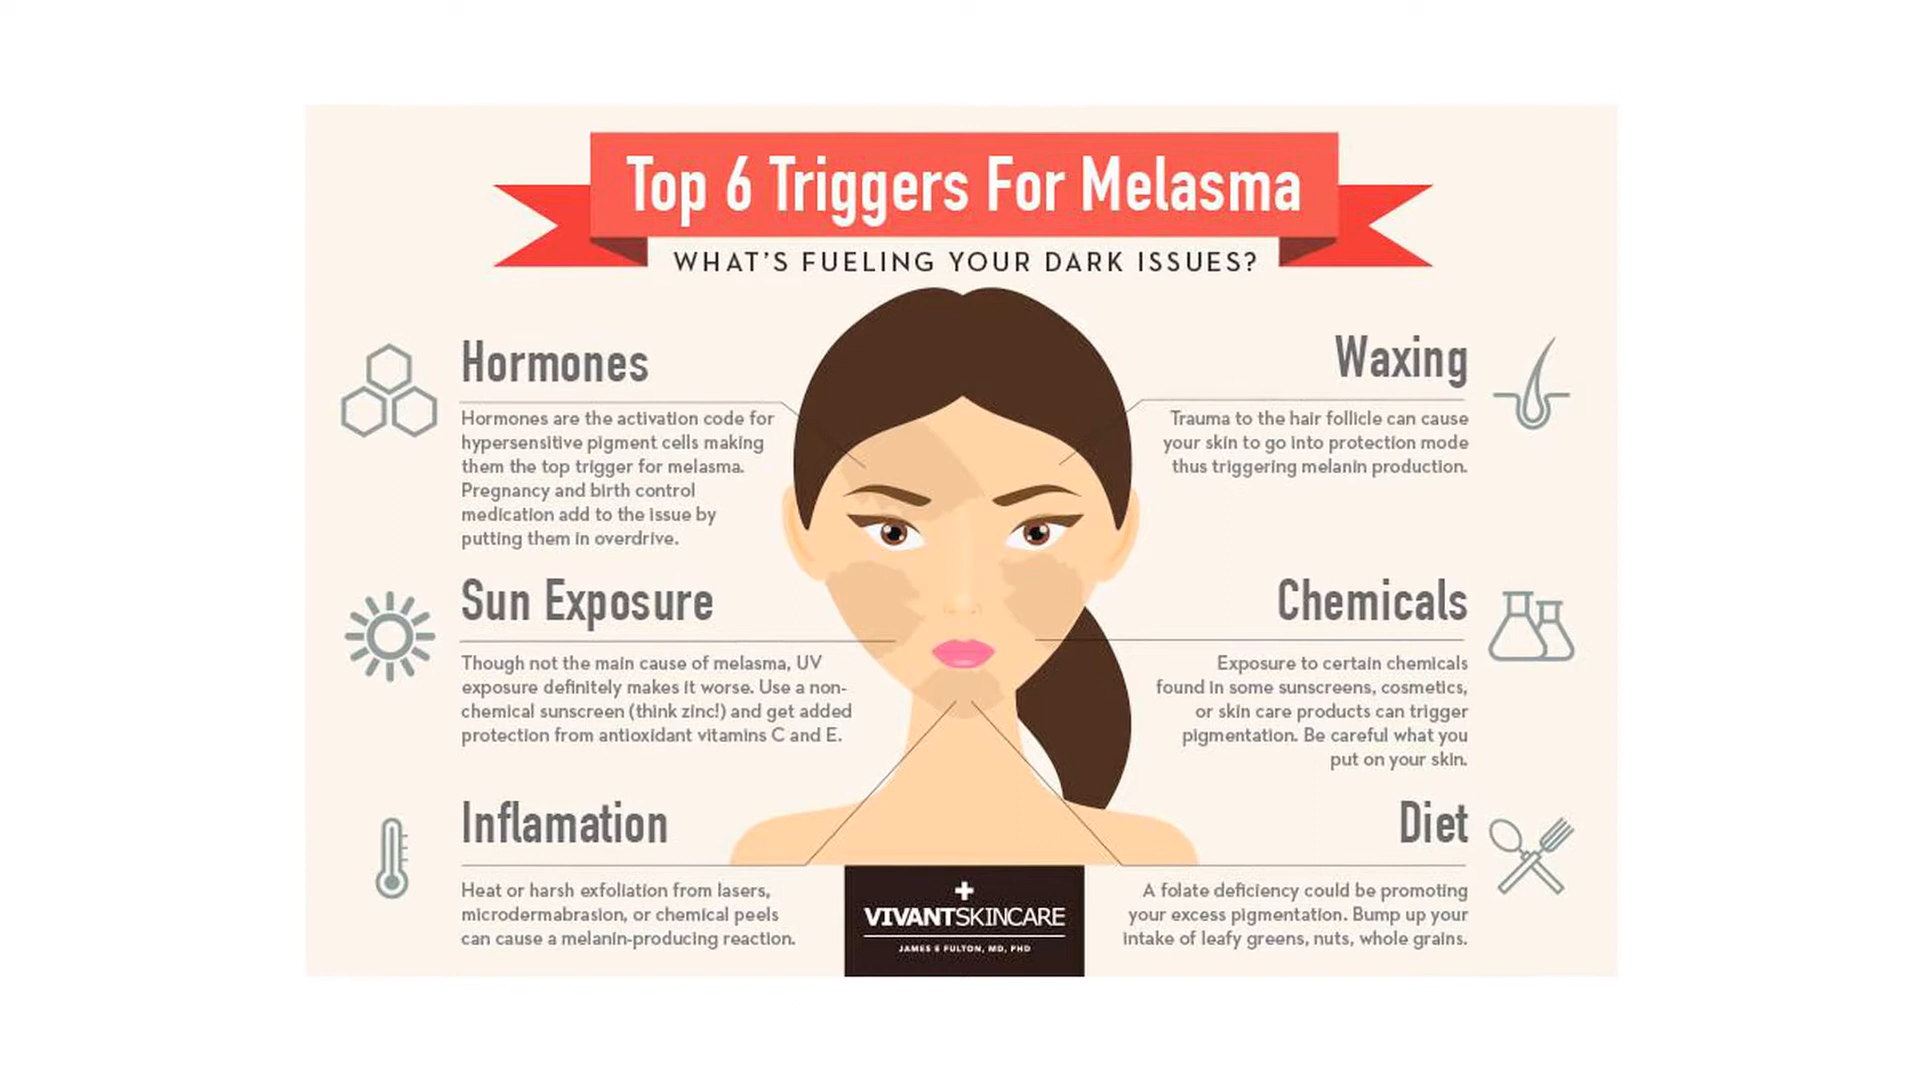 Top 6 Triggers For Melasma
WHAT'S FUELING YOUR DARK ISSUES?
Hormones
Hormones are the activation code for
hypersensitive pigment cells making
them the top trigger for melasma.
Pregnancy and birth control
medication add to the issue by
putting them in overdrive.
Sun Exposure
Though not the main cause of melasma, UV
exposure definitely makes it worse. Use a non-
chemical sunscreen (think zinc!) and get added
protection from antioxidant vitamins C and E.
Inflamation
Heat or harsh exfoliation from lasers,
microdermabrasion, or chemical peels
can cause a melanin-producing reaction.
Waxing
Trauma to the hair follicle can cause
your skin to go into protection mode
thus triggering melanin production.
Chemicals
Exposure to certain chemicals
found in some sunscreens, cosmetics,
or skin care products can trigger
pigmentation. Be careful what you
put on your skin.
Diet
A folate deficiency could be promoting
your excess pigmentation. Bump up your
intake of leafy greens, nuts, whole grains.
VIVANTSKINCARE
JAMES E FULTON, MD, PHD